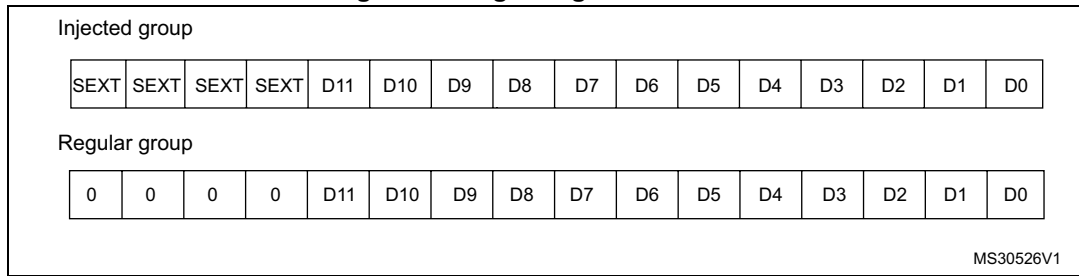 Injected group
SEXT SEXT SEXT SEXT D11 D10 D9 D8 D7 D6 D5 D4 D3 D2 D1 D0
Regular group
0 0 0 0 D11 D10 D9 D8 D7 D6 D5 D4 D3 D2 D1 D0
MS30526V1